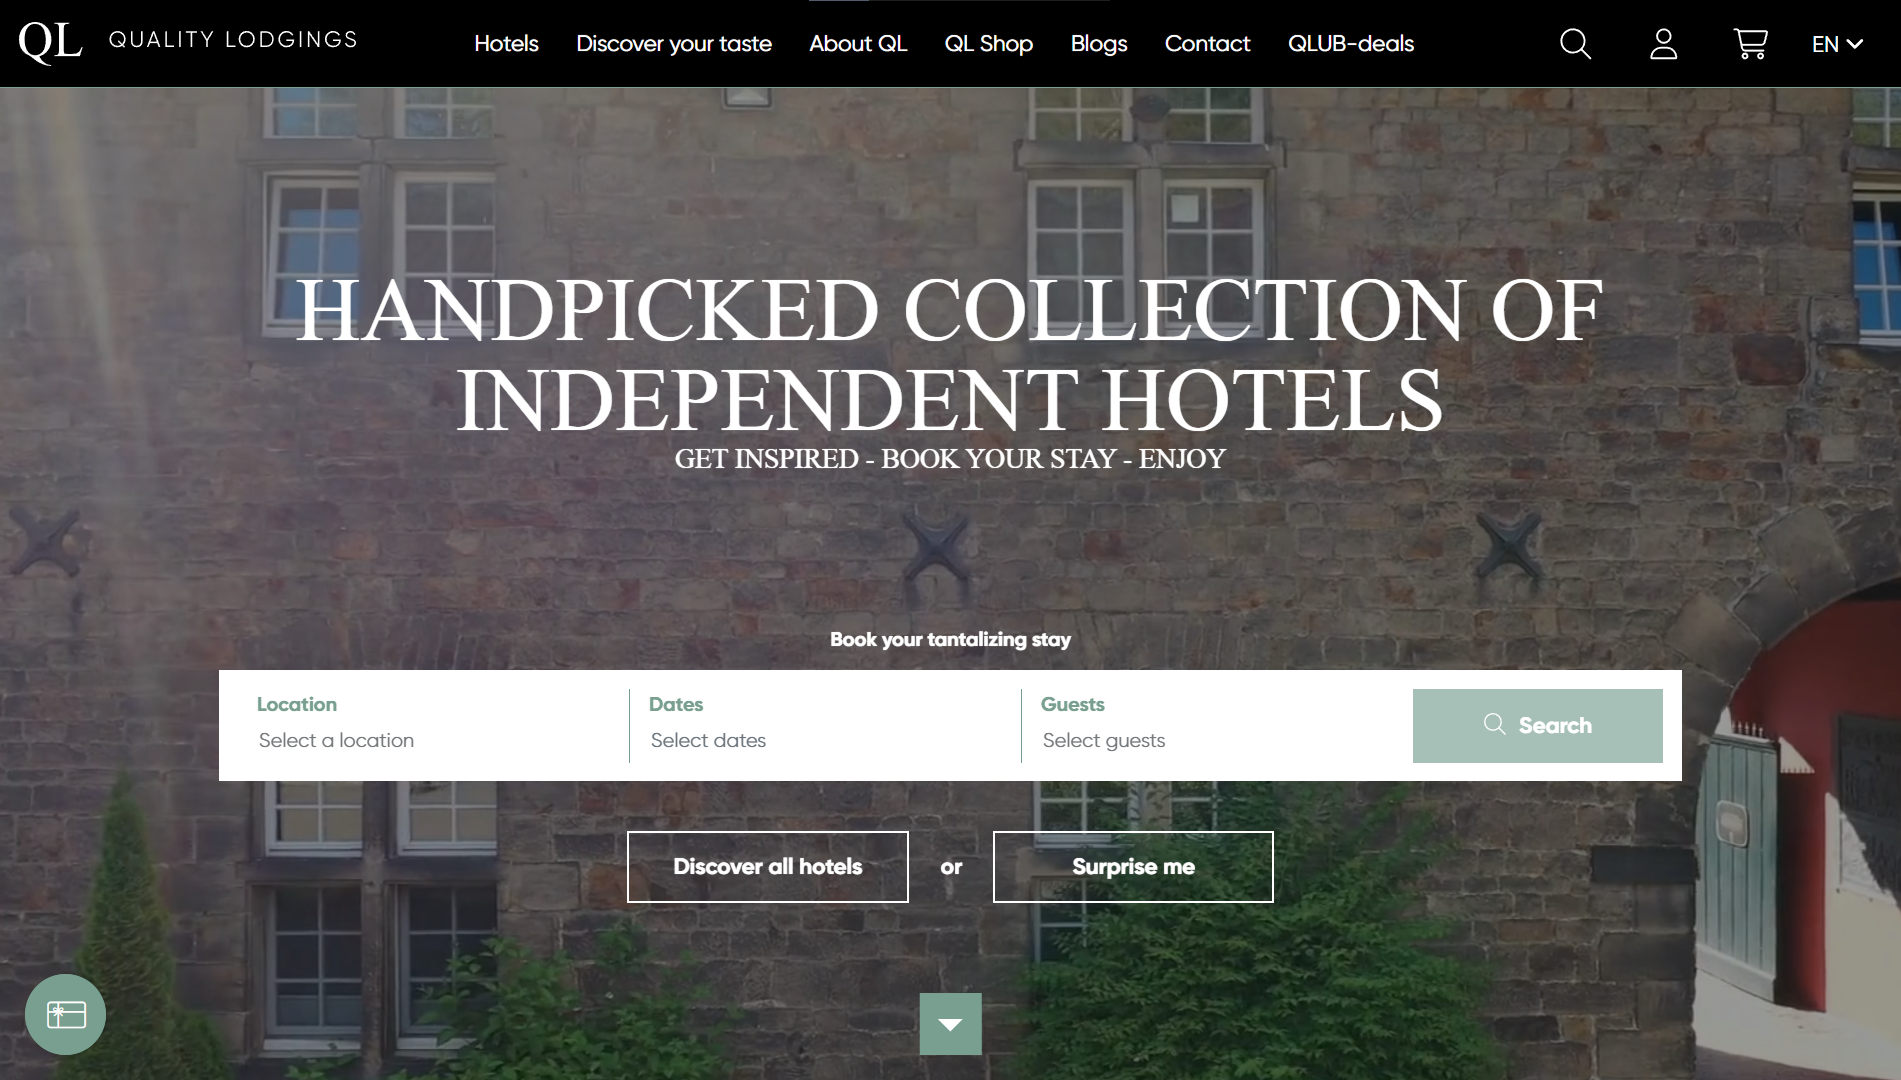 QL QUALITY LODGINGS
Hotels Discover your taste About QL QL Shop Blogs Contact QLUB-deals EN
HANDPICKED COLLECTION OF
INDEPENDENT HOTELS
GET INSPIRED - BOOK YOUR STAY - ENJOY
Book your tantalizing stay
Location
Select a location
Dates
Select dates
Guests
Select guests
Search
Discover all hotels or Surprise me